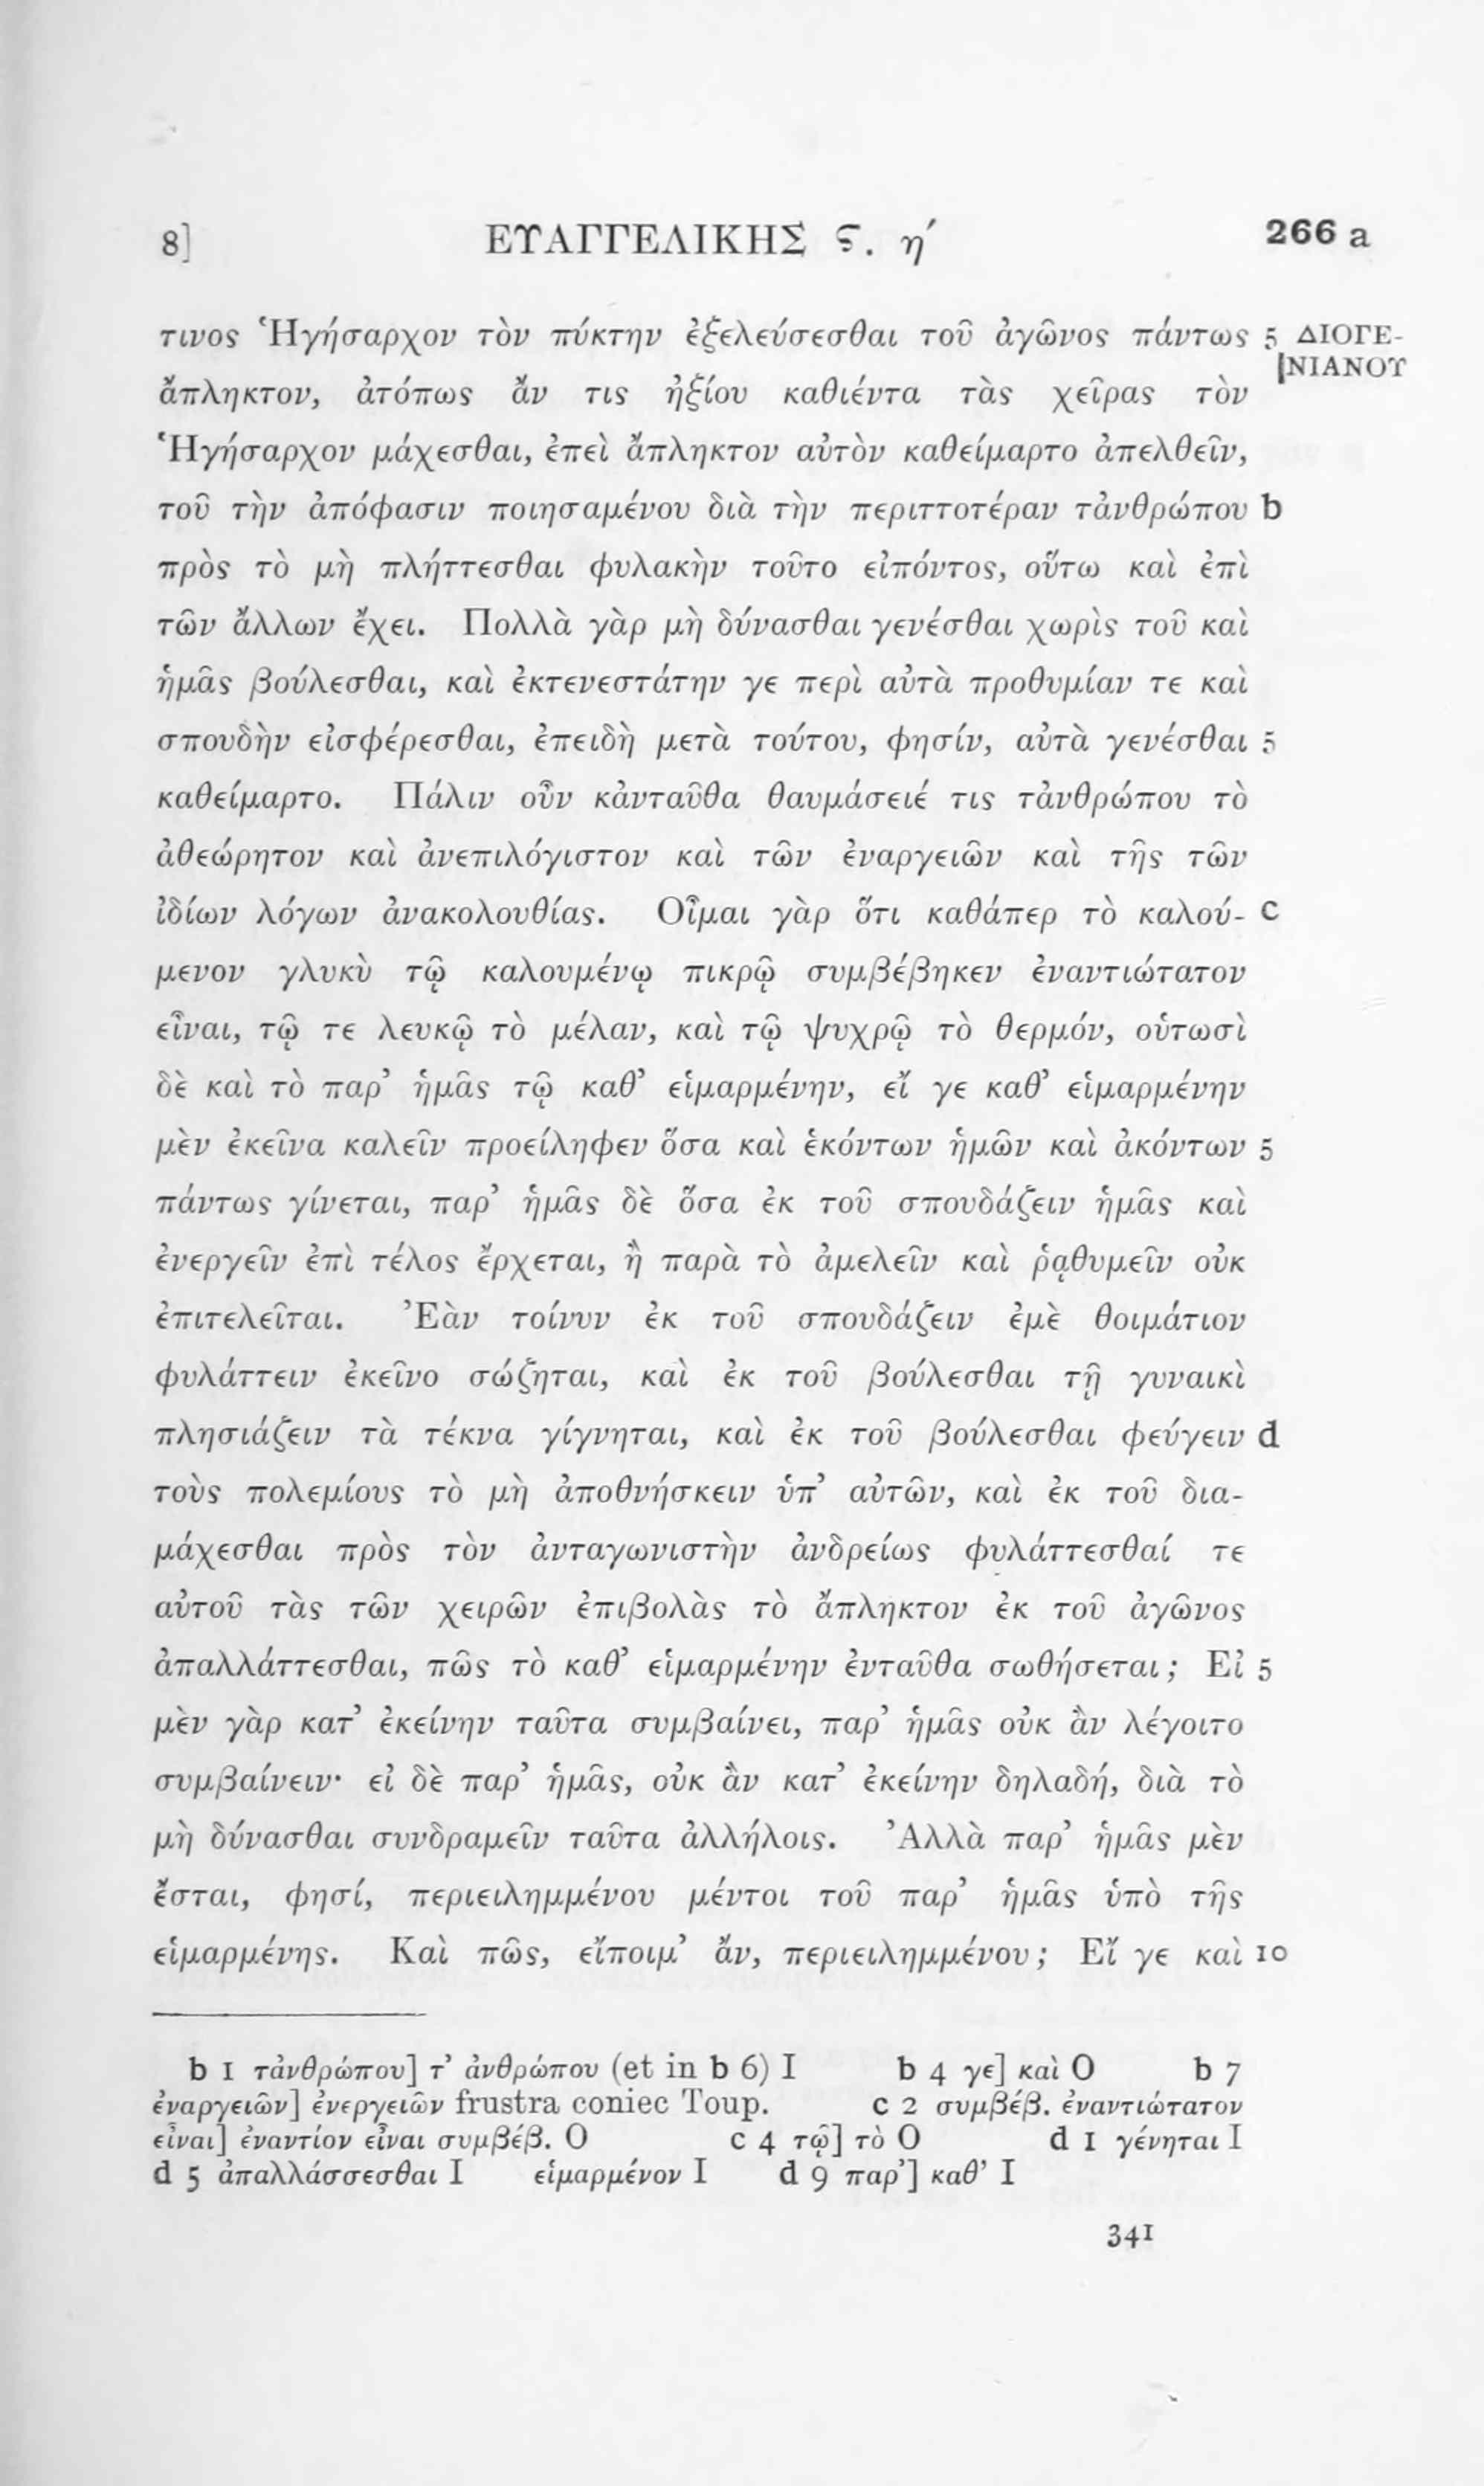 8] ΕΥΑΓΓΕΛΙΚΗΣ ϛ. η′ 266 a
τινος Ἡγήσαρχον τὸν πύκτην ἐξελεύσεσθαι τοῦ ἀγῶνος πάντως 5 ΔΙΟΓΕ-
ἄπληκτον, ἀτόπως ἄν τις ἠξίου καθιέντα τὰς χεῖρας τὸν [ΝΙΑΝΟΥ
Ἡγήσαρχον μάχεσθαι, ἐπεὶ ἄπληκτον αὐτὸν καθείμαρτο ἀπελθεῖν,
τοῦ τὴν ἀπόφασιν ποιησαμένου διὰ τὴν περιττοτέραν τἀνθρώπου b
πρὸς τὸ μὴ πλήττεσθαι φυλακὴν τοῦτο εἰπόντος, οὕτω καὶ ἐπὶ
τῶν ἄλλων ἔχει. Πολλὰ γὰρ μὴ δύνασθαι γενέσθαι χωρὶς τοῦ καὶ
ἡμᾶς βούλεσθαι, καὶ ἐκτενεστάτην γε περὶ αὐτὰ προθυμίαν τε καὶ
σπουδὴν εἰσφέρεσθαι, ἐπειδὴ μετὰ τούτου, φησίν, αὐτὰ γενέσθαι 5
καθείμαρτο. Πάλιν οὖν κἀνταῦθα θαυμάσειέ τις τἀνθρώπου τὸ
ἀθεώρητον καὶ ἀνεπιλόγιστον καὶ τῶν ἐναργειῶν καὶ τῆς τῶν
ἰδίων λόγων ἀνακολουθίας. Οἶμαι γὰρ ὅτι καθάπερ τὸ καλού- c
μενον γλυκὺ τῷ καλουμένῳ πικρῷ συμβέβηκεν ἐναντιώτατον
εἶναι, τῷ τε λευκῷ τὸ μέλαν, καὶ τῷ ψυχρῷ τὸ θερμόν, οὑτωσὶ
δὲ καὶ τὸ παρ’ ἡμᾶς τῷ καθ’ εἱμαρμένην, εἴ γε καθ’ εἱμαρμένην
μὲν ἐκεῖνα καλεῖν προείληφεν ὅσα καὶ ἑκόντων ἡμῶν καὶ ἀκόντων 5
πάντως γίνεται, παρ’ ἡμᾶς δὲ ὅσα ἐκ τοῦ σπουδάζειν ἡμᾶς καὶ
ἐνεργεῖν ἐπὶ τέλος ἔρχεται, ἢ παρὰ τὸ ἀμελεῖν καὶ ῥᾳθυμεῖν οὐκ
ἐπιτελεῖται. Ἐὰν τοίνυν ἐκ τοῦ σπουδάζειν ἐμὲ θοιμάτιον
φυλάττειν ἐκεῖνο σώζηται, καὶ ἐκ τοῦ βούλεσθαι τῇ γυναικὶ
πλησιάζειν τὰ τέκνα γίγνηται, καὶ ἐκ τοῦ βούλεσθαι φεύγειν d
τοὺς πολεμίους τὸ μὴ ἀποθνήσκειν ὑπ’ αὐτῶν, καὶ ἐκ τοῦ δια-
μάχεσθαι πρὸς τὸν ἀνταγωνιστὴν ἀνδρείως φυλάττεσθαί τε
αὐτοῦ τὰς τῶν χειρῶν ἐπιβολὰς τὸ ἄπληκτον ἐκ τοῦ ἀγῶνος
ἀπαλλάττεσθαι, πῶς τὸ καθ’ εἱμαρμένην ἐνταῦθα σωθήσεται; Εἰ 5
μὲν γὰρ κατ’ ἐκείνην ταῦτα συμβαίνει, παρ’ ἡμᾶς οὐκ ἂν λέγοιτο
συμβαίνειν· εἰ δὲ παρ’ ἡμᾶς, οὐκ ἂν κατ’ ἐκείνην δηλαδή, διὰ τὸ
μὴ δύνασθαι συνδραμεῖν ταῦτα ἀλλήλοις. Ἀλλὰ παρ’ ἡμᾶς μὲν
ἔσται, φησί, περιειλημμένου μέντοι τοῦ παρ’ ἡμᾶς ὑπὸ τῆς
εἱμαρμένης. Καὶ πῶς, εἴποιμ’ ἄν, περιειλημμένου; Εἴ γε καὶ 10
b 1 τἀνθρώπου] τ’ ἀνθρώπου (et in b 6) I b 4 γε] καὶ O b 7
ἐναργειῶν] ἐνεργειῶν frustra coniec Toup. c 2 συμβέβ. ἐναντιώτατον
εἶναι] ἐναντίον εἶναι συμβέβ. O c 4 τῷ] τὸ O d 1 γένηται I
d 5 ἀπαλλάσσεσθαι I εἱμαρμένον I d 9 παρ’] καθ’ I
341